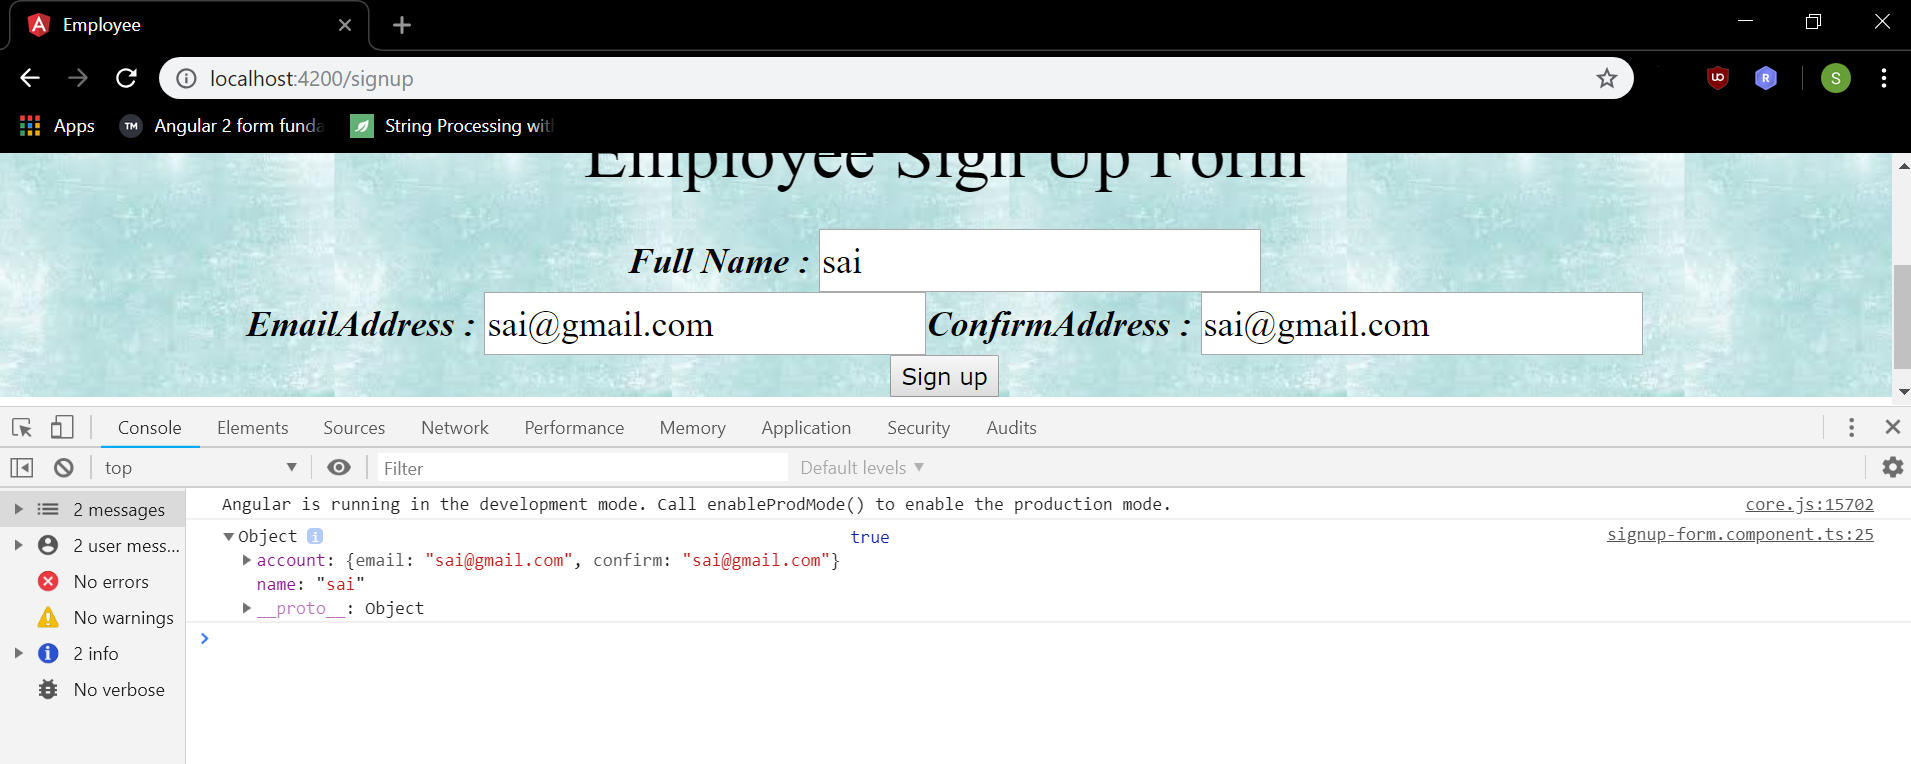 Employee
localhost:4200/signup
Apps
TM
Angular 2 form funda
String Processing wit
R
S
Employee Sign Up Form
Full Name : sai
EmailAddress : sai@gmail.com ConfirmAddress : sai@gmail.com
Sign up
Console Elements Sources Network Performance Memory Application Security Audits
top Filter Default levels
2 messages
2 user mess...
No errors
No warnings
2 info
No verbose
Angular is running in the development mode. Call enableProdMode() to enable the production mode. core.js:15702
Object i true signup-form.component.ts:25
account: {email: "sai@gmail.com", confirm: "sai@gmail.com"}
name: "sai"
__proto__: Object